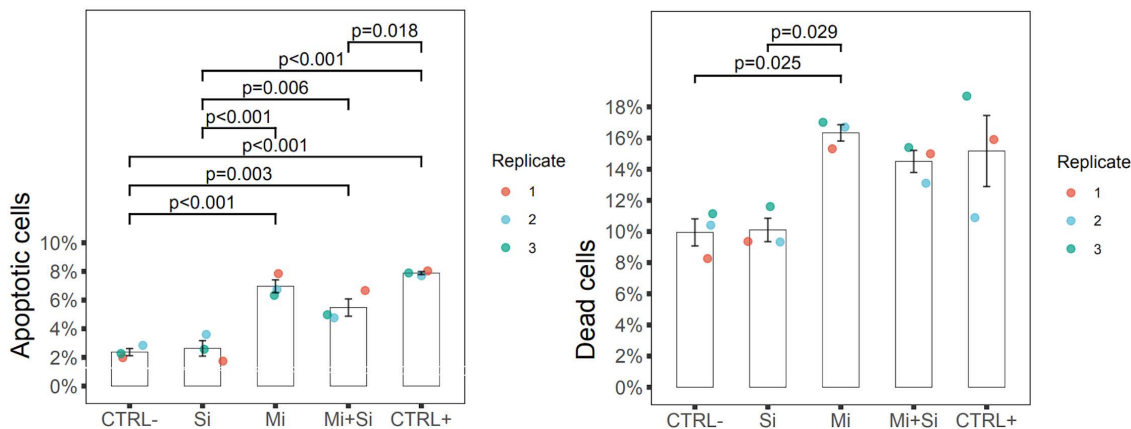 p=0.018
p<0.001
p=0.006
p<0.001
p<0.001
p=0.003
p<0.001
Apoptotic cells
10%
8%
6%
4%
2%
0%
CTRL- Si Mi Mi+Si CTRL+
Replicate
1
2
3
p=0.029
p=0.025
Dead cells
18%
16%
14%
12%
10%
8%
6%
4%
2%
0%
CTRL- Si Mi Mi+Si CTRL+
Replicate
1
2
3